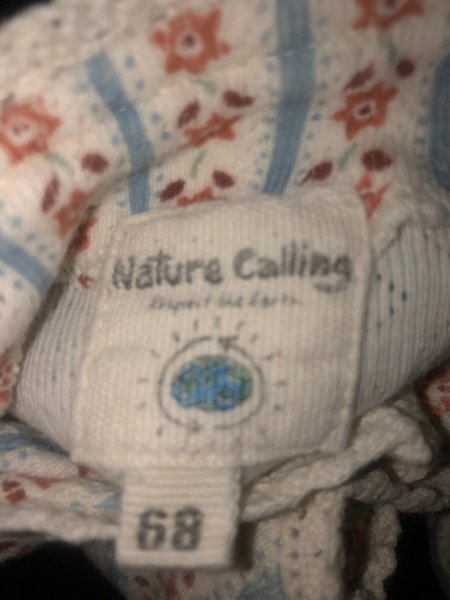 Nature Calling
Respect the Earth
68